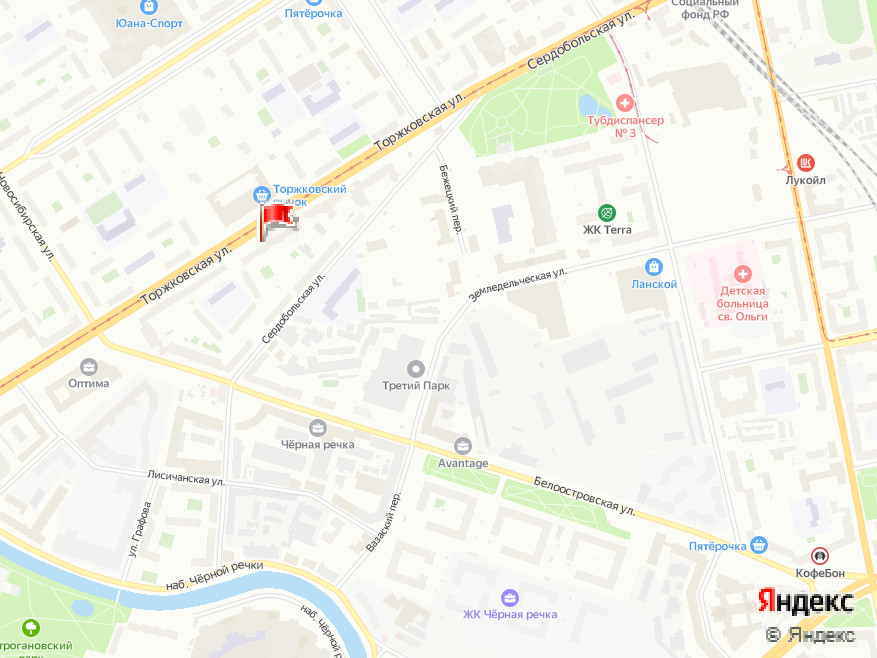 Социальный
фонд РФ
Пятёрочка
Юана-Спорт
Сердобольская ул.
Торжковская ул.
Тубдиспансер
№ 3
Лукойл
Бежецкий пер.
Новосибирская ул.
Торжковский
рынок
ЖК Terra
Торжковская ул.
Земледельческая ул.
Ланской
Детская
больница
св. Ольги
Сердобольская ул.
Оптима
Третий Парк
Чёрная речка
Avantage
Лисичанская ул.
Белоостровская ул.
ул. Графова
Вазаский пер.
Пятёрочка
КофеБон
наб. Чёрной речки
ЖК Чёрная речка
наб. Чёрной
Яндекс
© Яндекс
трогановский